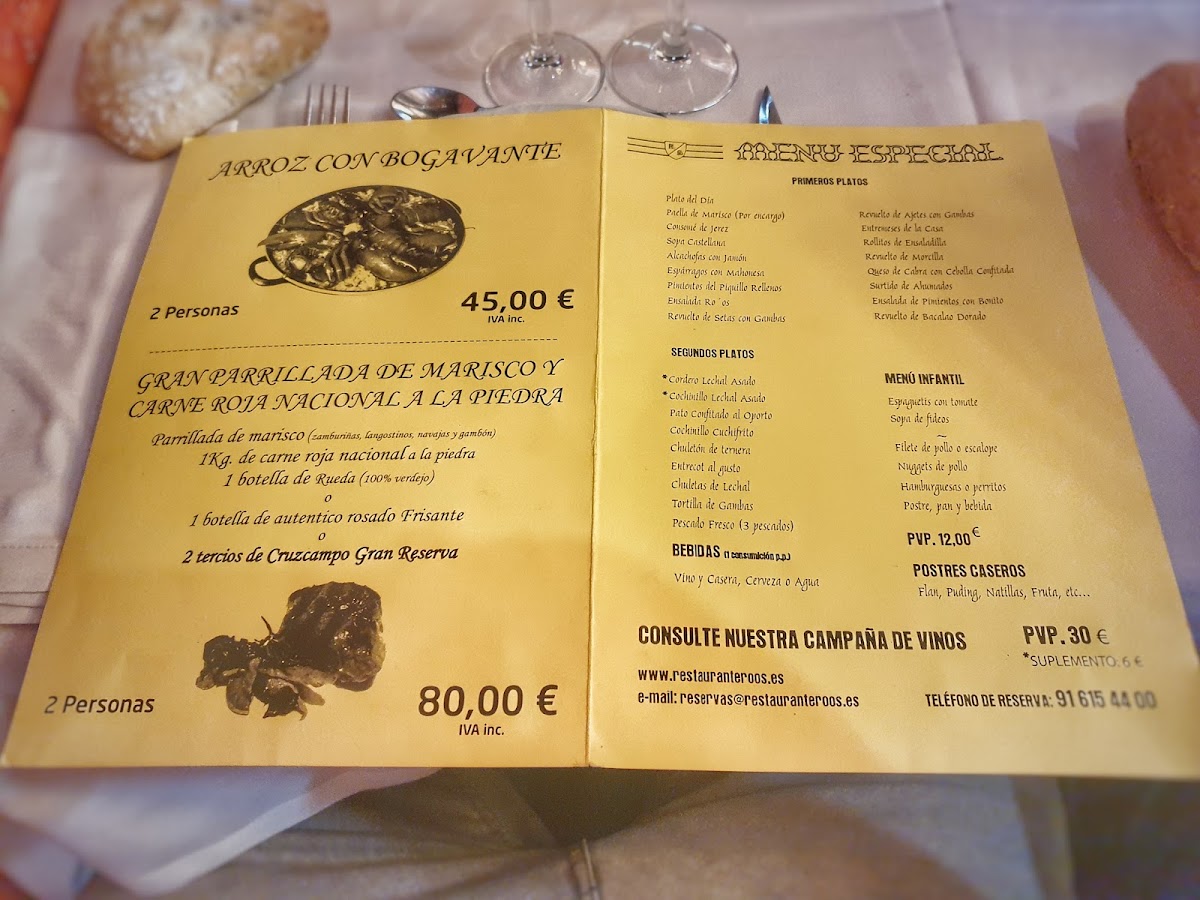 ARROZ CON BOGAVANTE
2 Personas
45,00 €
IVA inc.
GRAN PARRILLADA DE MARISCO Y
CARNE ROJA NACIONAL A LA PIEDRA
Parrillada de marisco (zamburiñas, langostinos, navajas y gambón)
1Kg. de carne roja nacional a la piedra
1 botella de Rueda (100% verdejo)
o
1 botella de autentico rosado Frisante
o
2 tercios de Cruzcampo Gran Reserva
2 Personas
80,00 €
IVA inc.
MENU ESPECIAL
PRIMEROS PLATOS
Plato del Día
Paella de Marisco (Por encargo)
Consomé de Jerez
Sopa Castellana
Alcachofas con Jamón
Espárragos con Mahonesa
Pimientos del Piquillo Rellenos
Ensalada Ro´os
Revuelto de Setas con Gambas
Revuelto de Ajetes con Gambas
Entremeses de la Casa
Rollitos de Ensaladilla
Revuelto de Morcilla
Queso de Cabra con Cebolla Confitada
Surtido de Ahumados
Ensalada de Pimientos con Bonito
Revuelto de Bacalao Dorado
SEGUNDOS PLATOS
*Cordero Lechal Asado
*Cochinillo Lechal Asado
Pato Confitado al Oporto
Cochinillo Cuchifrito
Chuletón de ternera
Entrecot al gusto
Chuletas de Lechal
Tortilla de Gambas
Pescado Fresco (3 pescados)
BEBIDAS (1 consumición p.p.)
Vino y Casera, Cerveza o Agua
MENÚ INFANTIL
Espaguetis con tomate
Sopa de fideos
~
Filete de pollo o escalope
Nuggets de pollo
Hamburguesas o perritos
Postre, pan y bebida
PVP. 12,00 €
POSTRES CASEROS
Flan, Puding, Natillas, Fruta, etc...
CONSULTE NUESTRA CAMPAÑA DE VINOS
PVP. 30 €
*SUPLEMENTO: 6 €
www.restauranteroos.es
e-mail: reservas@restauranteroos.es
TELÉFONO DE RESERVA: 91 615 44 00